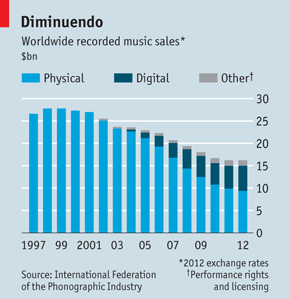 Diminuendo
Worldwide recorded music sales*
$bn
Physical Digital Other†
30
25
20
15
10
5
0
1997 99 2001 03 05 07 09 12
*2012 exchange rates
Source: International Federation †Performance rights
of the Phonographic Industry and licensing